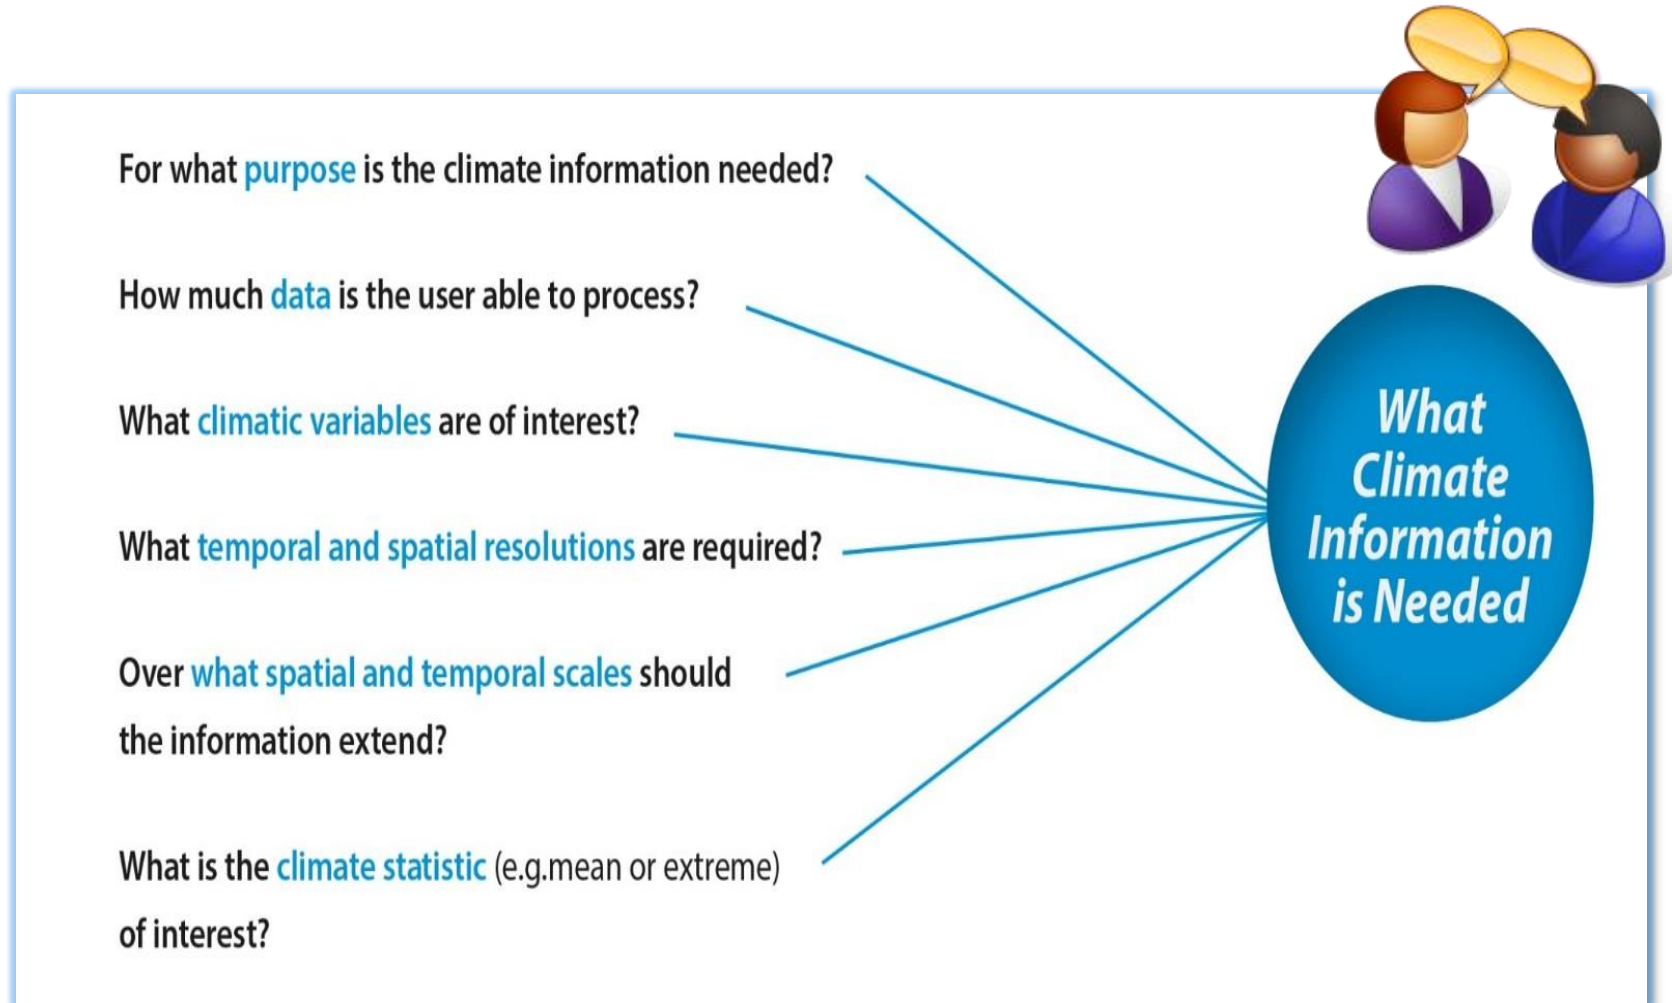 For what purpose is the climate information needed?
How much data is the user able to process?
What climatic variables are of interest?
What temporal and spatial resolutions are required?
Over what spatial and temporal scales should
the information extend?
What is the climate statistic (e.g.mean or extreme)
of interest?
What
Climate
Information
is Needed